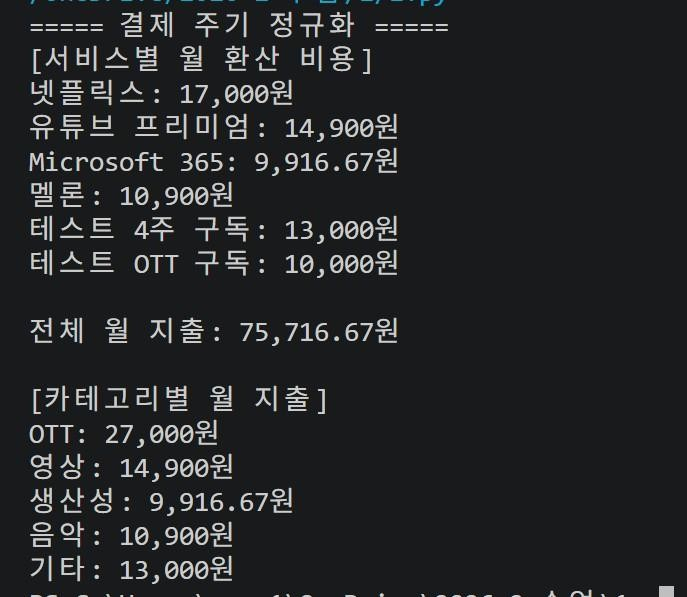 ===== 결제 주기 정규화 =====
[서비스별 월 환산 비용]
넷플릭스: 17,000원
유튜브 프리미엄: 14,900원
Microsoft 365: 9,916.67원
멜론: 10,900원
테스트 4주 구독: 13,000원
테스트 OTT 구독: 10,000원
전체 월 지출: 75,716.67원
[카테고리별 월 지출]
OTT: 27,000원
영상: 14,900원
생산성: 9,916.67원
음악: 10,900원
기타: 13,000원